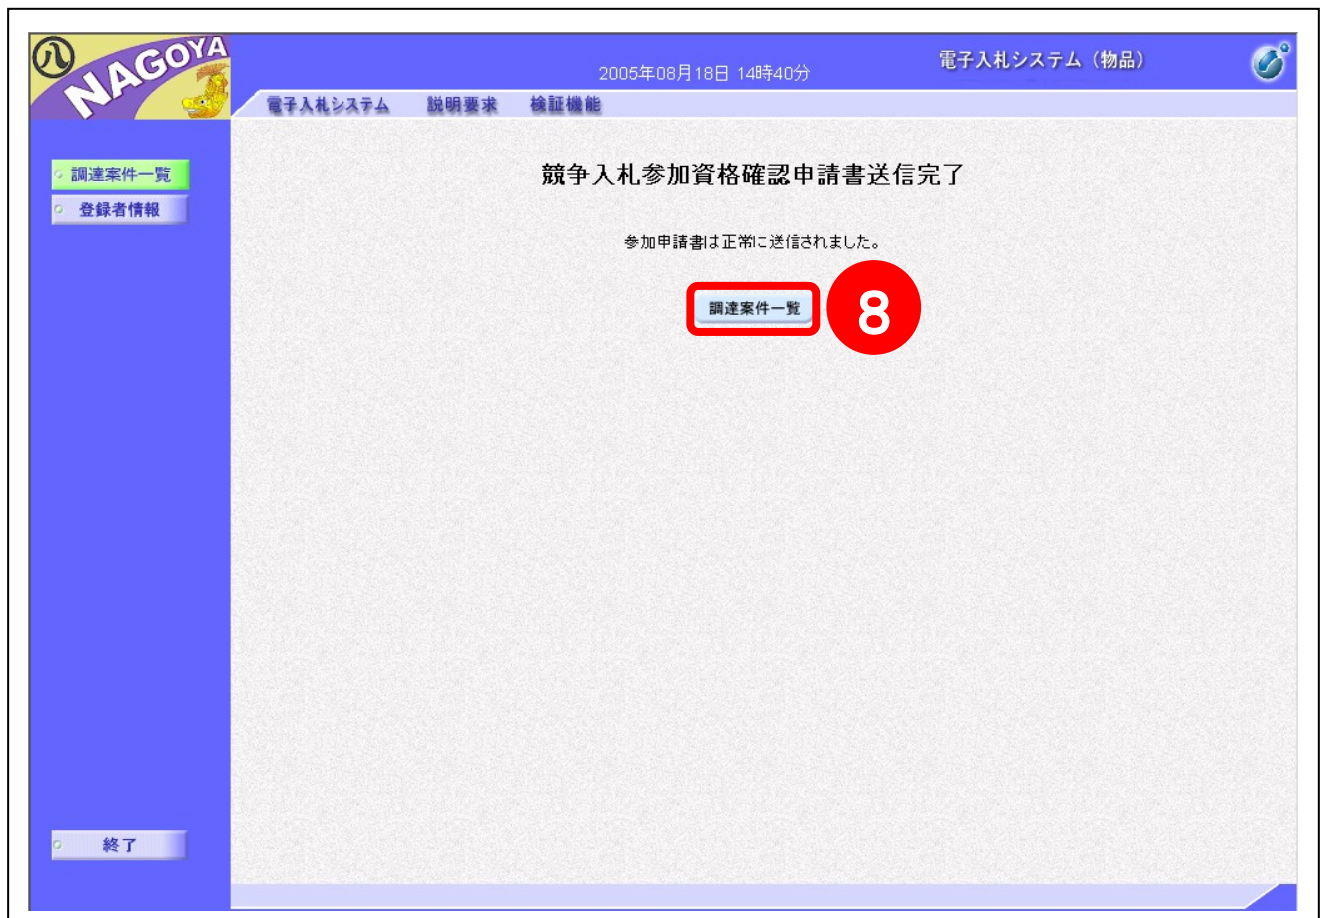 八
NAGOYA
2005年08月18日 14時40分
電子入札システム（物品）
電子入札システム 説明要求 検証機能
調達案件一覧
登録者情報
競争入札参加資格確認申請書送信完了
参加申請書は正常に送信されました。
調達案件一覧
8
終了